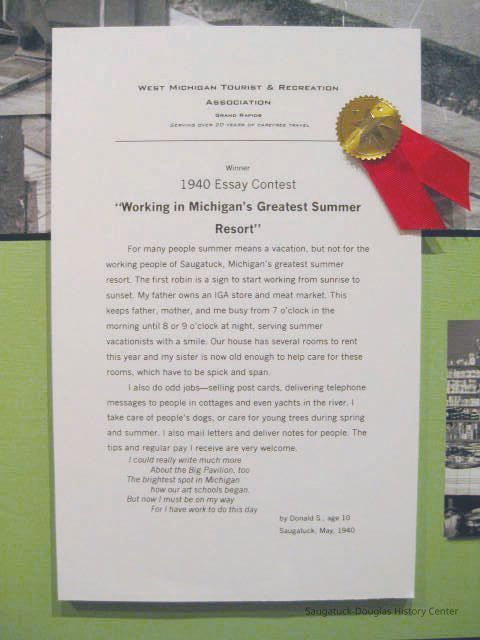 West Michigan Tourist & Recreation
Association
Grand Rapids
Serving over 20 years of carefree travel
Winner
1940 Essay Contest
"Working in Michigan's Greatest Summer
Resort"
For many people summer means a vacation, but not for the
working people of Saugatuck, Michigan's greatest summer
resort. The first robin is a sign to start working from sunrise to
sunset. My father owns an IGA store and meat market. This
keeps father, mother, and me busy from 7 o'clock in the
morning until 8 or 9 o'clock at night, serving summer
vacationists with a smile. Our house has several rooms to rent
this year and my sister is now old enough to help care for these
rooms, which have to be spick and span.
I also do odd jobs—selling post cards, delivering telephone
messages to people in cottages and even yachts in the river. I
take care of people's dogs, or care for young trees during spring
and summer. I also mail letters and deliver notes for people. The
tips and regular pay I receive are very welcome.
I could really write much more
About the Big Pavilion, too
The brightest spot in Michigan
how our art schools began.
But now I must be on my way
For I have work to do this day
by Donald S., age 10
Saugatuck, May, 1940
Saugatuck-Douglas History Center